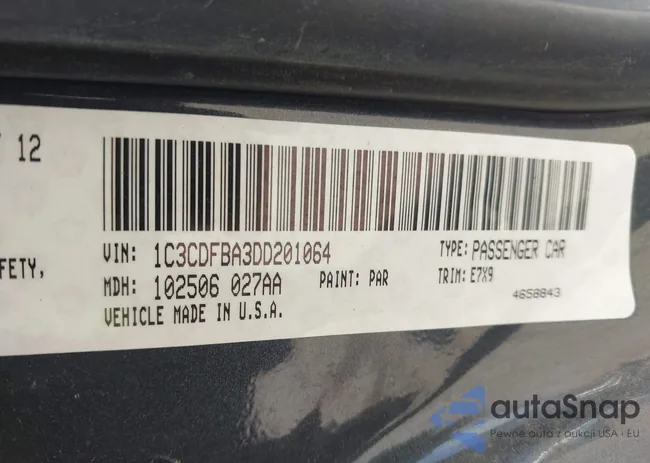 / 12
VIN: 1C3CDFBA3DD201064 TYPE: PASSENGER CAR
FETY, MDH: 102506 027AA PAINT: PAR TRIM: E7X9
VEHICLE MADE IN U.S.A. 4658843
autoSnap
Pewne auta z aukcji USA i EU